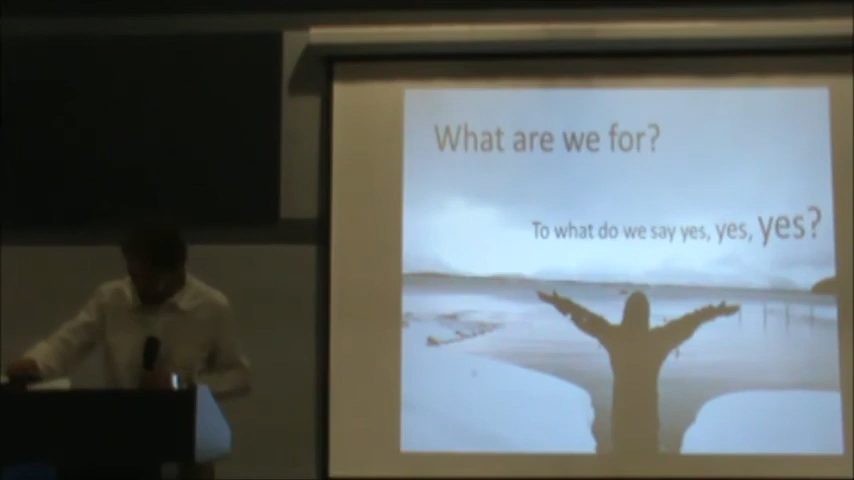 What are we for?
To what do we say yes, yes, yes?